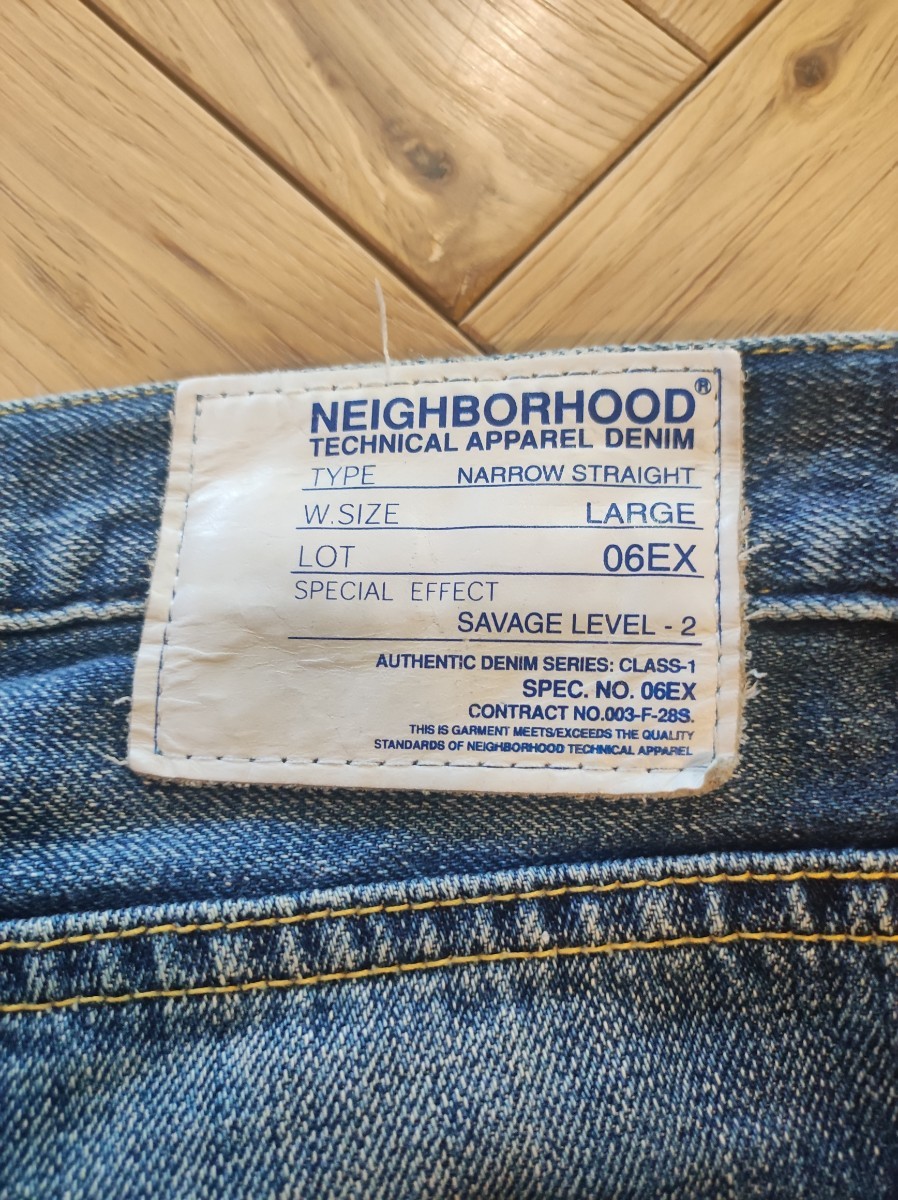 NEIGHBORHOOD®
TECHNICAL APPAREL DENIM
TYPE NARROW STRAIGHT
W.SIZE LARGE
LOT 06EX
SPECIAL EFFECT
SAVAGE LEVEL - 2
AUTHENTIC DENIM SERIES: CLASS-1
SPEC. NO. 06EX
CONTRACT NO.003-F-28S.
THIS IS GARMENT MEETS/EXCEEDS THE QUALITY
STANDARDS OF NEIGHBORHOOD TECHNICAL APPAREL